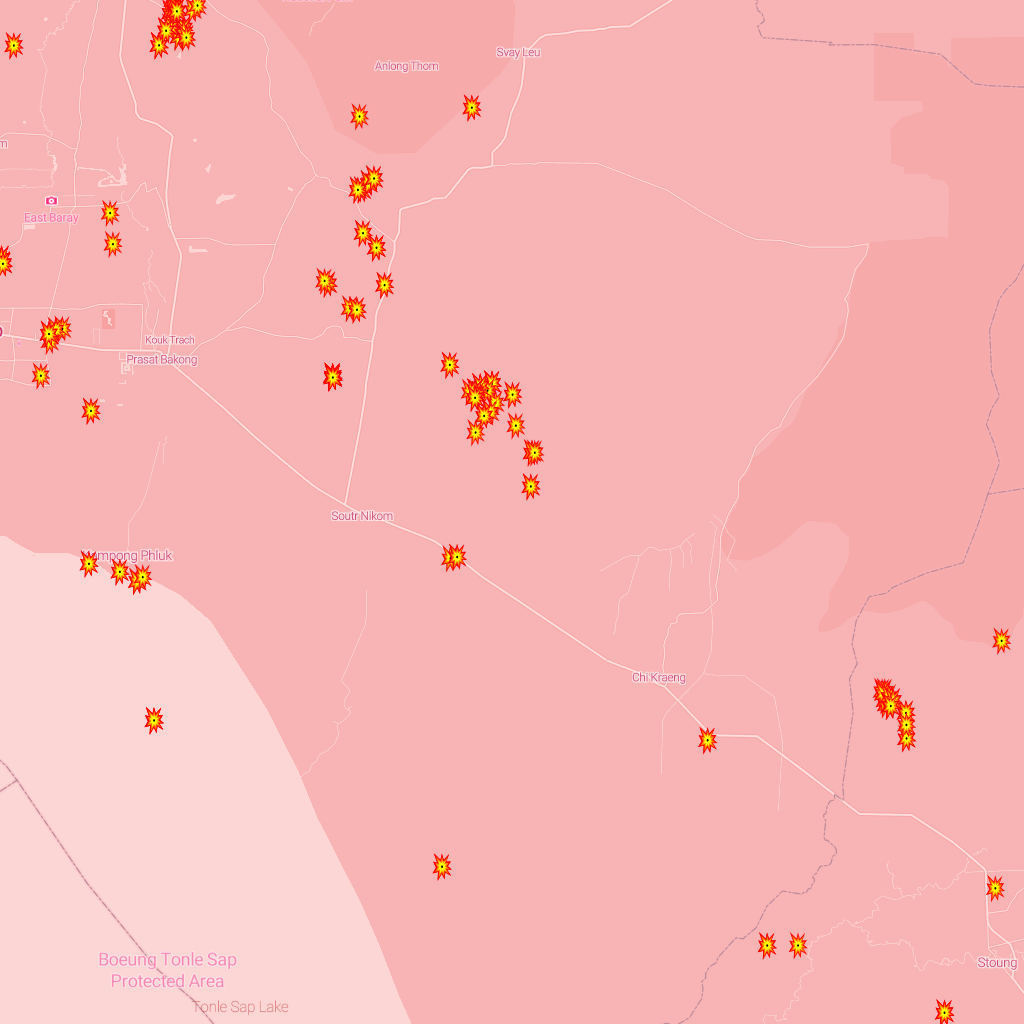 Svay Leu
Anlong Thom
m
East Baray
Kouk Trach
Prasat Bakong
Soutr Nikom
mpong Phluk
Chi Kraeng
Boeung Tonle Sap
Protected Area
Stoung
Tonle Sap Lake